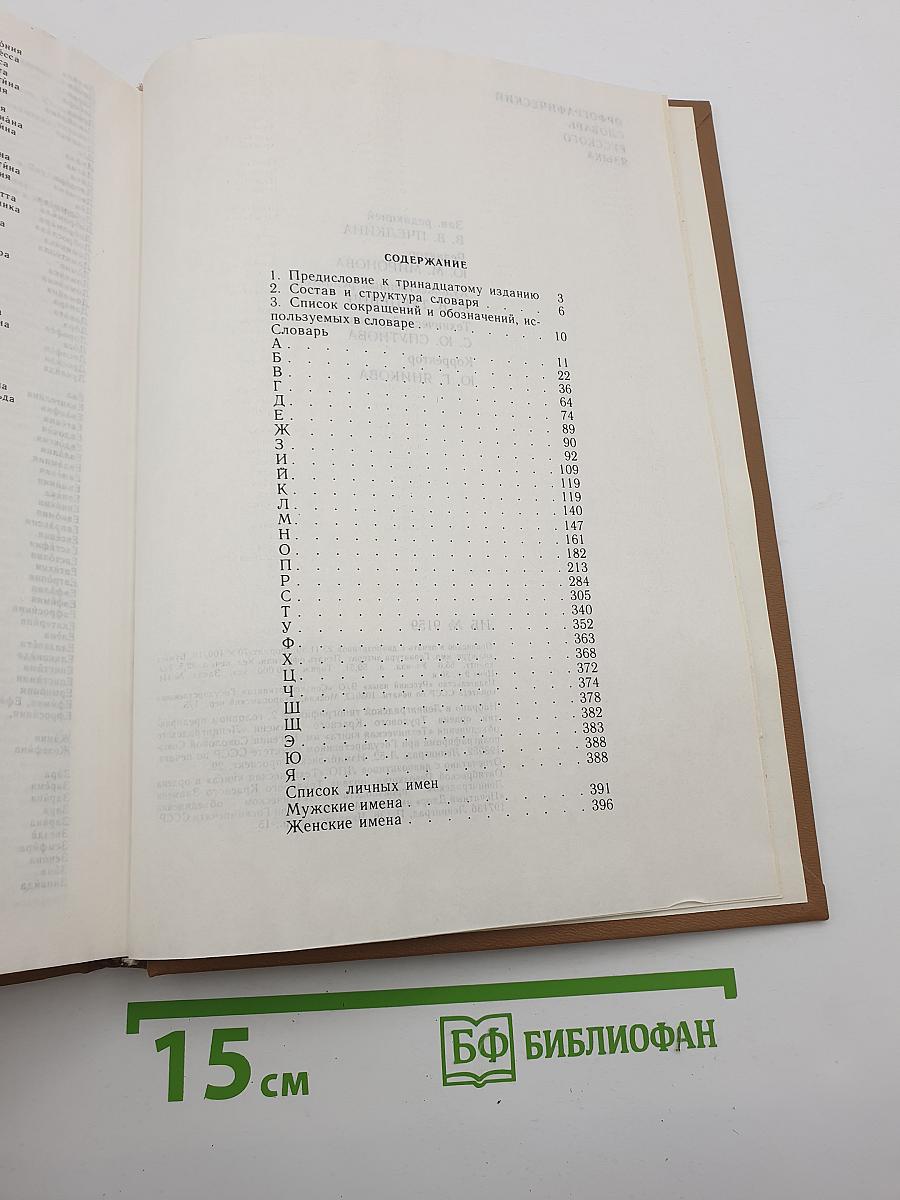 СОДЕРЖАНИЕ
1. Предисловие к тринадцатому изданию 3
2. Состав и структура словаря . . . . 6
3. Список сокращений и обозначений, ис-
пользуемых в словаре . . . . . . . 10
Словарь
А . . . . . . . . . . . 11
Б . . . . . . . . . . . 22
В . . . . . . . . . . . 36
Г . . . . . . . . . . . 64
Д . . . . . . . . . . . 74
Е . . . . . . . . . . . 89
Ж . . . . . . . . . . . 90
З . . . . . . . . . . . 92
И . . . . . . . . . . . 109
Й . . . . . . . . . . . 119
К . . . . . . . . . . . 119
Л . . . . . . . . . . . 140
М . . . . . . . . . . . 147
Н . . . . . . . . . . . 161
О . . . . . . . . . . . 182
П . . . . . . . . . . . 213
Р . . . . . . . . . . . 284
С . . . . . . . . . . . 305
Т . . . . . . . . . . . 340
У . . . . . . . . . . . 352
Ф . . . . . . . . . . . 363
Х . . . . . . . . . . . 368
Ц . . . . . . . . . . . 372
Ч . . . . . . . . . . . 374
Ш . . . . . . . . . . . 378
Щ . . . . . . . . . . . 382
Э . . . . . . . . . . . 383
Ю . . . . . . . . . . . 388
Я . . . . . . . . . . . 388
Список личных имен
Мужские имена . . . . . . . 391
Женские имена . . . . . . . 396
15 см
БФ БИБЛИОФАН